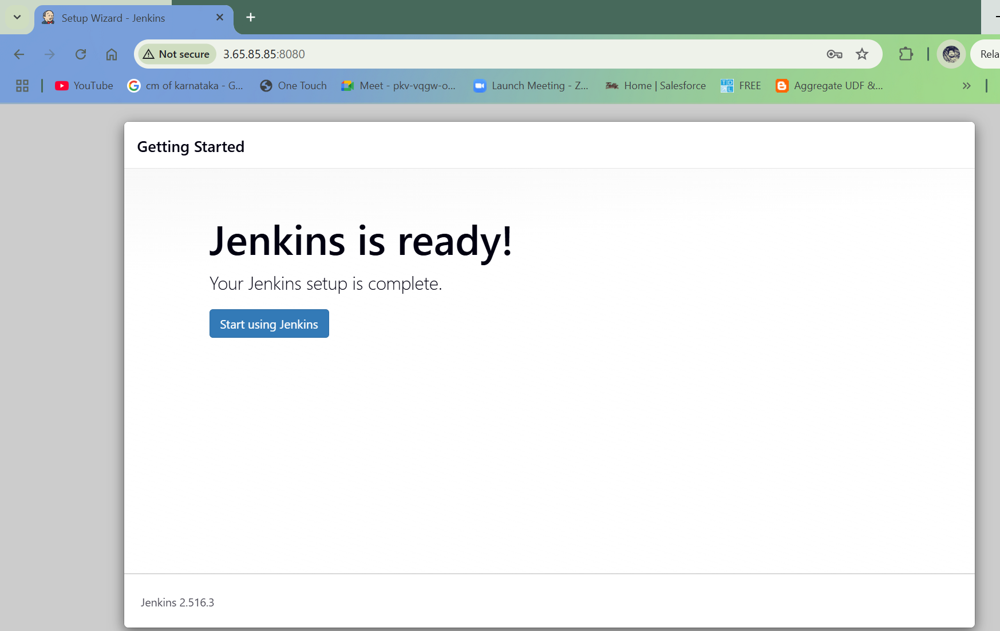 Setup Wizard - Jenkins
Not secure 3.65.85.85:8080
Rela
YouTube cm of karnataka - G... One Touch Meet - pkv-vqgw-o... Launch Meeting - Z... Home | Salesforce FREE Aggregate UDF &...
Getting Started
Jenkins is ready!
Your Jenkins setup is complete.
Start using Jenkins
Jenkins 2.516.3